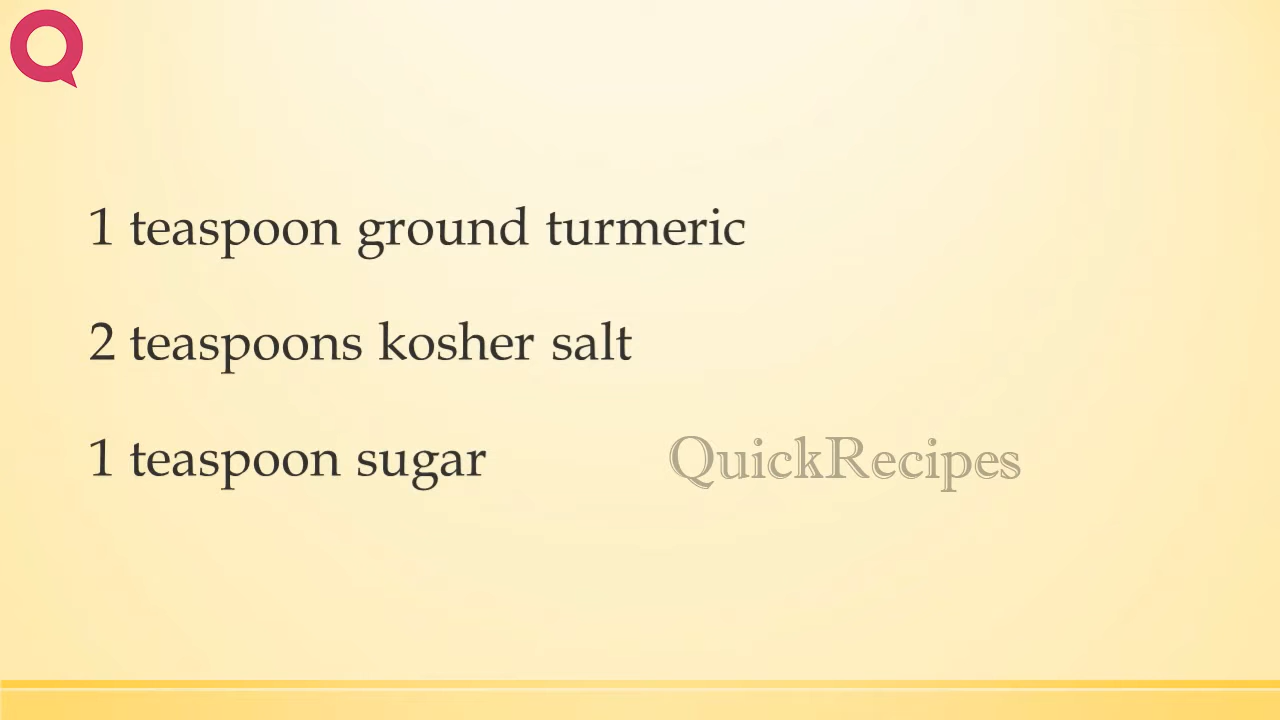 1 teaspoon ground turmeric
2 teaspoons kosher salt
1 teaspoon sugar
QuickRecipes